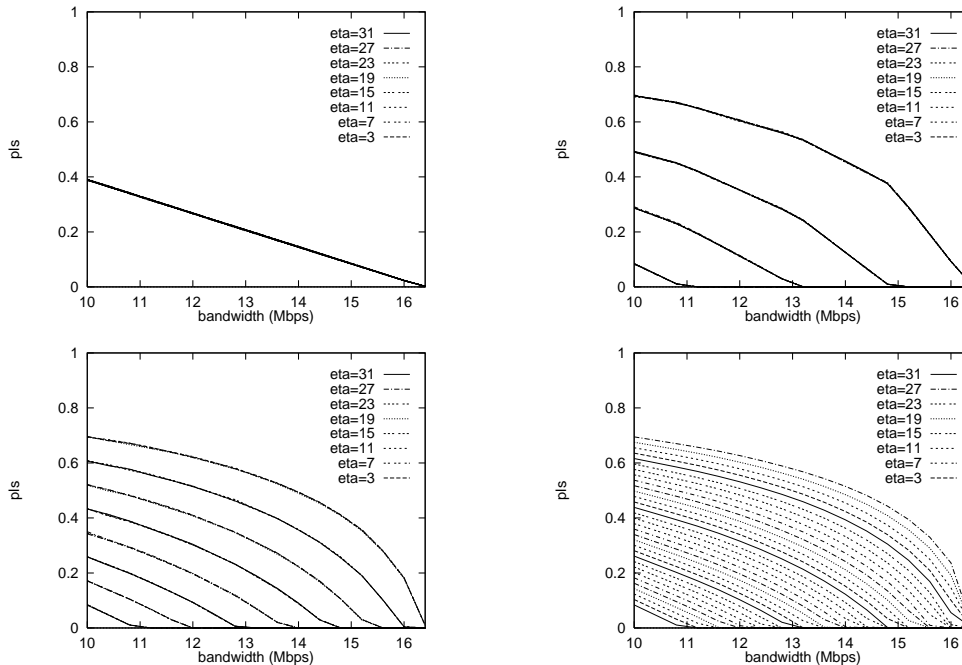 1
0.8
0.6
0.4
0.2
0
pls
eta=31
eta=27
eta=23
eta=19
eta=15
eta=11
eta=7
eta=3
10 11 12 13 14 15 16
bandwidth (Mbps)
1
0.8
0.6
0.4
0.2
0
pls
eta=31
eta=27
eta=23
eta=19
eta=15
eta=11
eta=7
eta=3
10 11 12 13 14 15 16
bandwidth (Mbps)
1
0.8
0.6
0.4
0.2
0
pls
eta=31
eta=27
eta=23
eta=19
eta=15
eta=11
eta=7
eta=3
10 11 12 13 14 15 16
bandwidth (Mbps)
1
0.8
0.6
0.4
0.2
0
pls
eta=31
eta=27
eta=23
eta=19
eta=15
eta=11
eta=7
eta=3
10 11 12 13 14 15 16
bandwidth (Mbps)